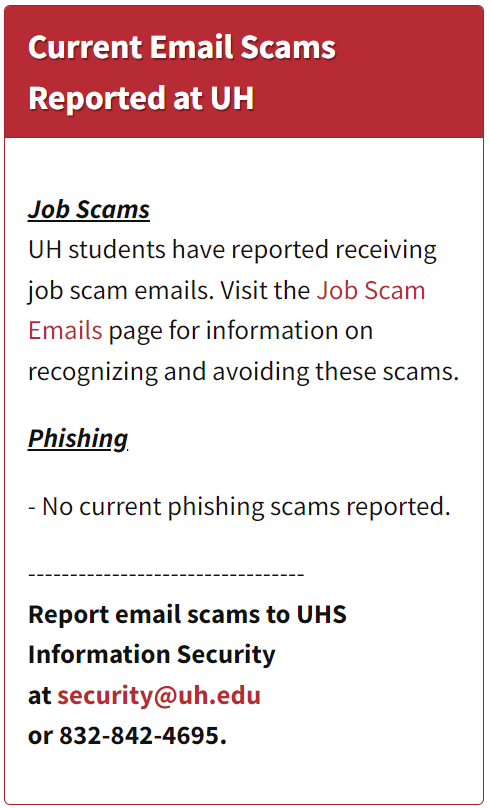 Current Email Scams
Reported at UH
Job Scams
UH students have reported receiving
job scam emails. Visit the Job Scam
Emails page for information on
recognizing and avoiding these scams.
Phishing
- No current phishing scams reported.
---------------------------------
Report email scams to UHS
Information Security
at security@uh.edu
or 832-842-4695.